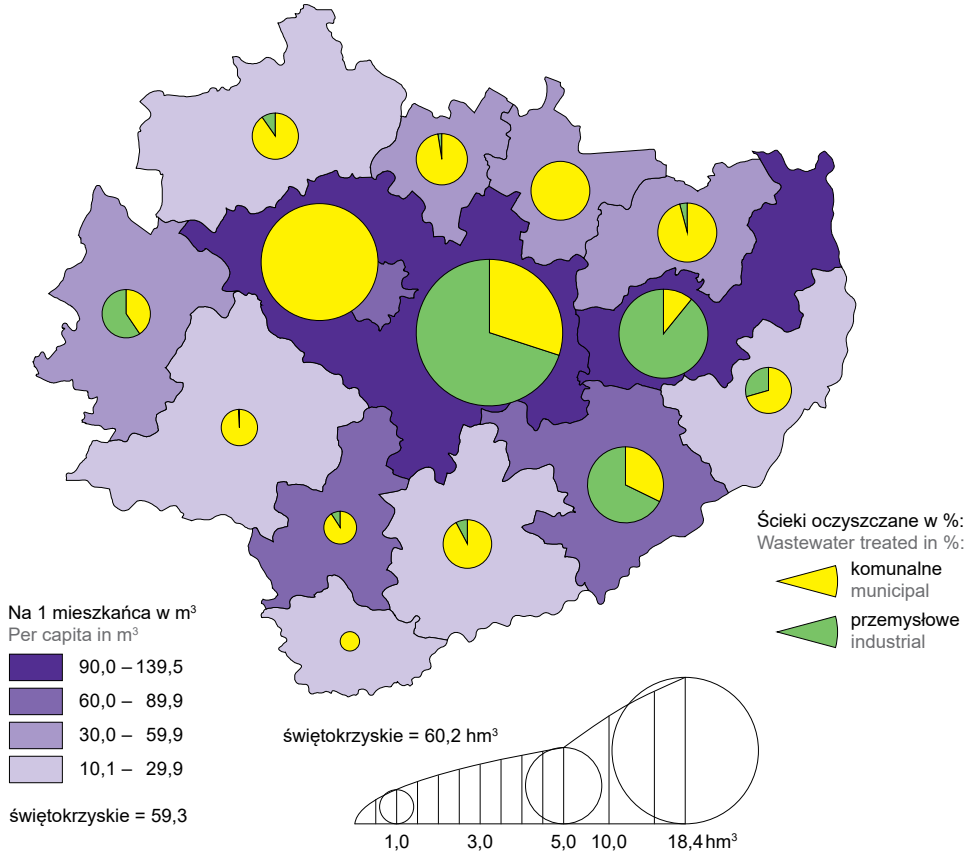 Ścieki oczyszczane w %:
Wastewater treated in %:
komunalne
municipal
przemysłowe
industrial
Na 1 mieszkańca w m³
Per capita in m³
90,0 – 139,5
60,0 – 89,9
30,0 – 59,9
10,1 – 29,9
świętokrzyskie = 59,3
świętokrzyskie = 60,2 hm³
1,0 3,0 5,0 10,0 18,4 hm³